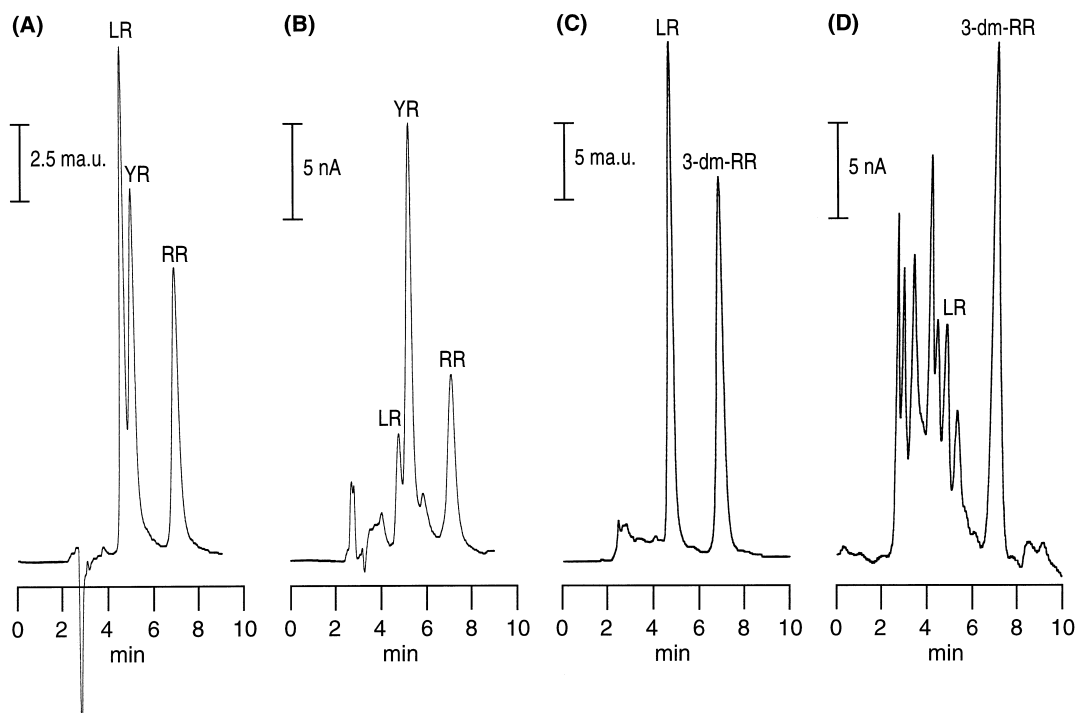 (A)
LR
YR
RR
2.5 ma.u.
0 2 4 6 8 10
min
(B)
YR
LR
RR
5 nA
0 2 4 6 8 10
min
(C)
LR
3-dm-RR
5 ma.u.
0 2 4 6 8 10
min
(D)
3-dm-RR
LR
5 nA
0 2 4 6 8 10
min